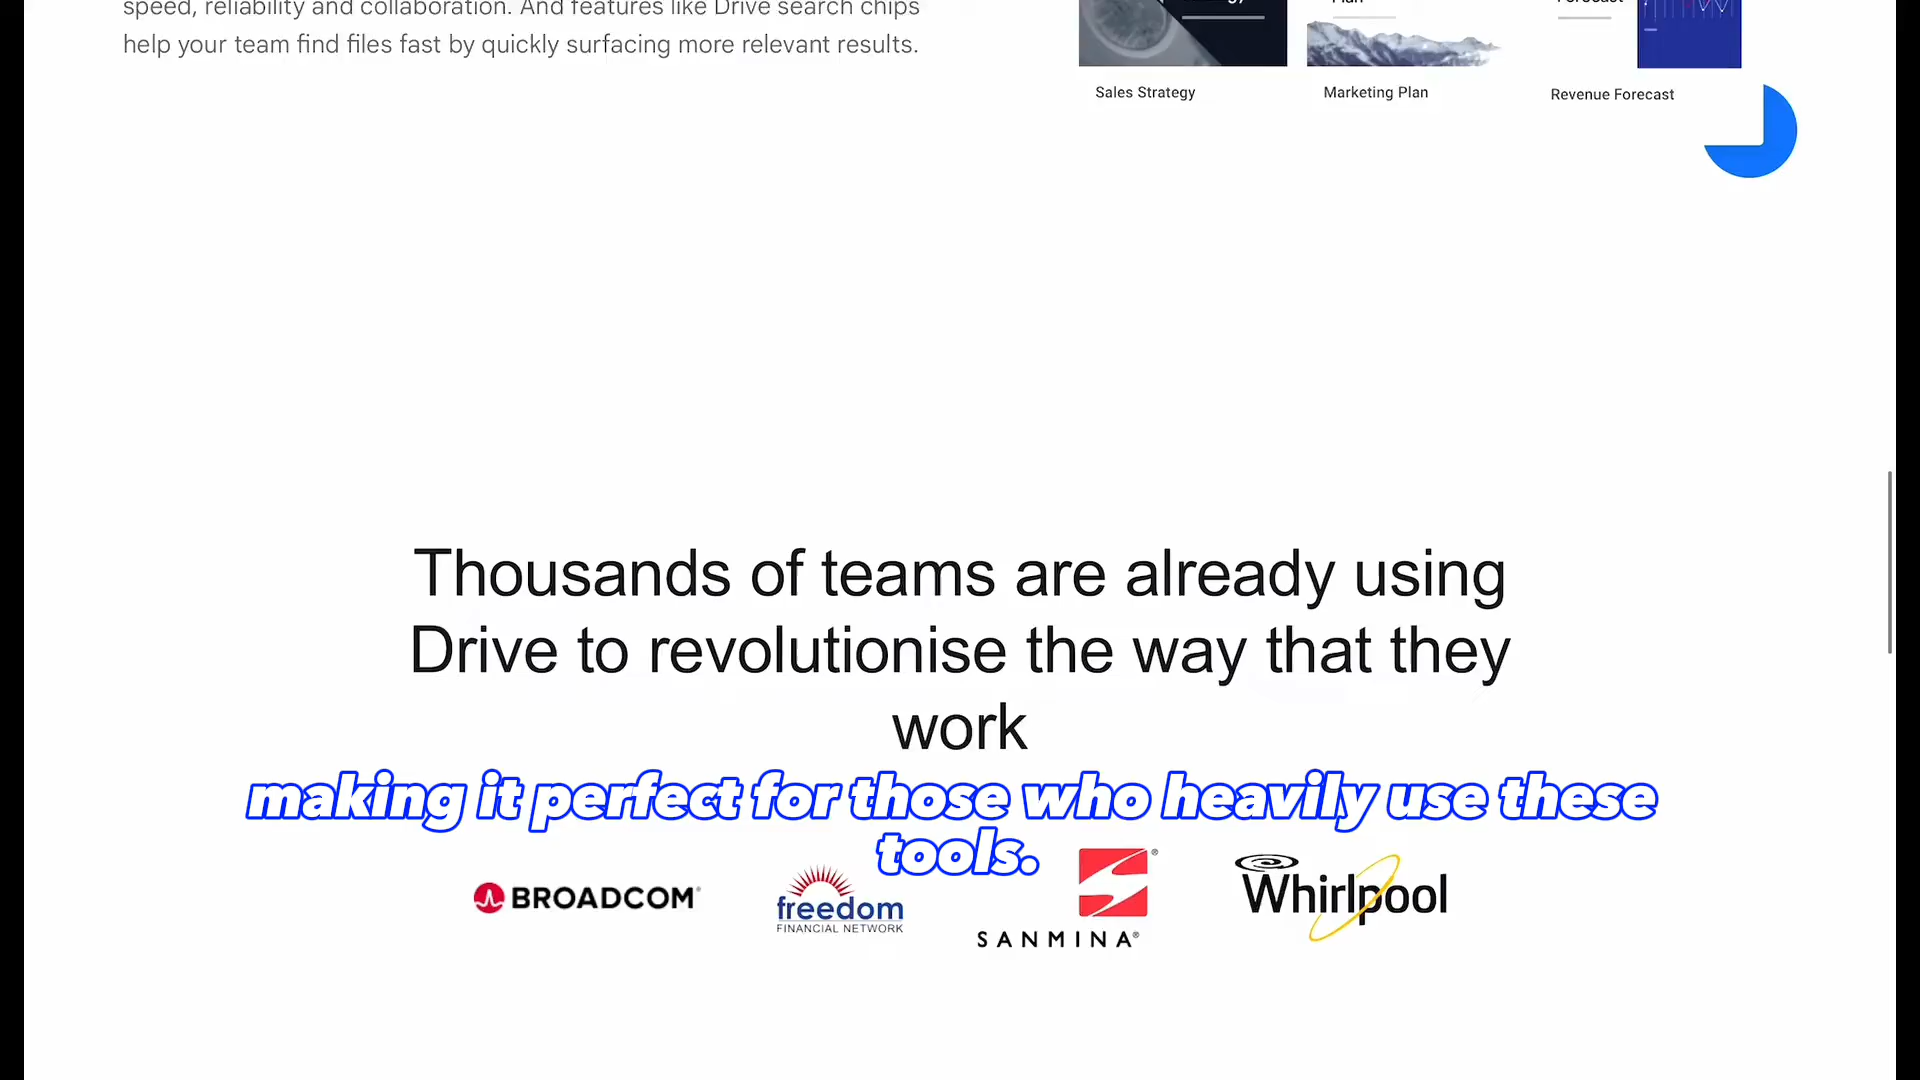 speed, reliability and collaboration. And features like Drive search chips
help your team find files fast by quickly surfacing more relevant results.
Plan
Sales Strategy
Marketing Plan
Revenue Forecast
Thousands of teams are already using
Drive to revolutionise the way that they
work
making it perfect for those who heavily use these
tools.
BROADCOM®
freedom
FINANCIAL NETWORK
SANMINA®
Whirlpool